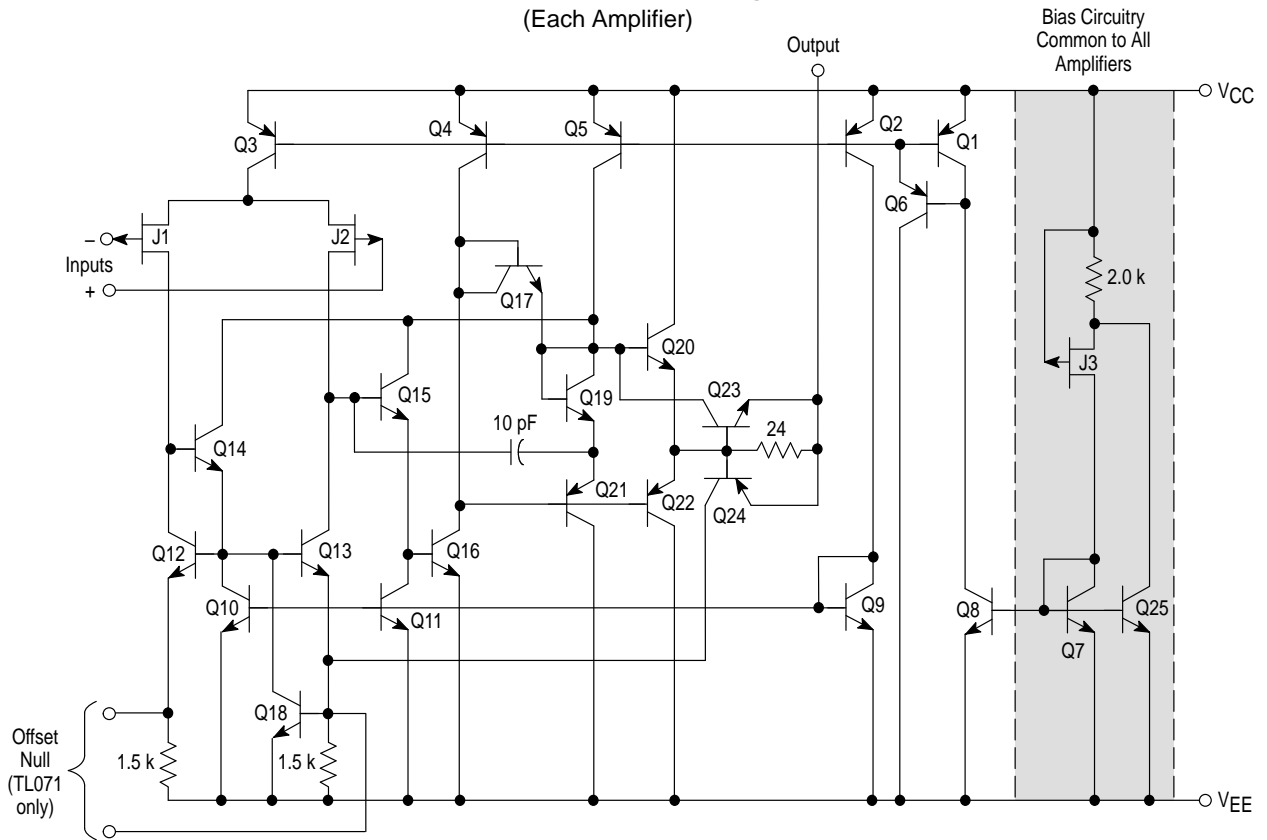 (Each Amplifier)
Bias Circuitry
Common to All
Amplifiers
Output
VCC
Q3
Q4
Q5
Q2
Q1
Q6
J1
J2
–
Inputs
+
Q17
2.0 k
J3
Q20
Q15
Q19
Q23
10 pF
24
Q14
Q21
Q22
Q24
Q12
Q13
Q16
Q10
Q11
Q9
Q8
Q25
Q7
Q18
Offset
Null
(TL071
only)
1.5 k
1.5 k
VEE